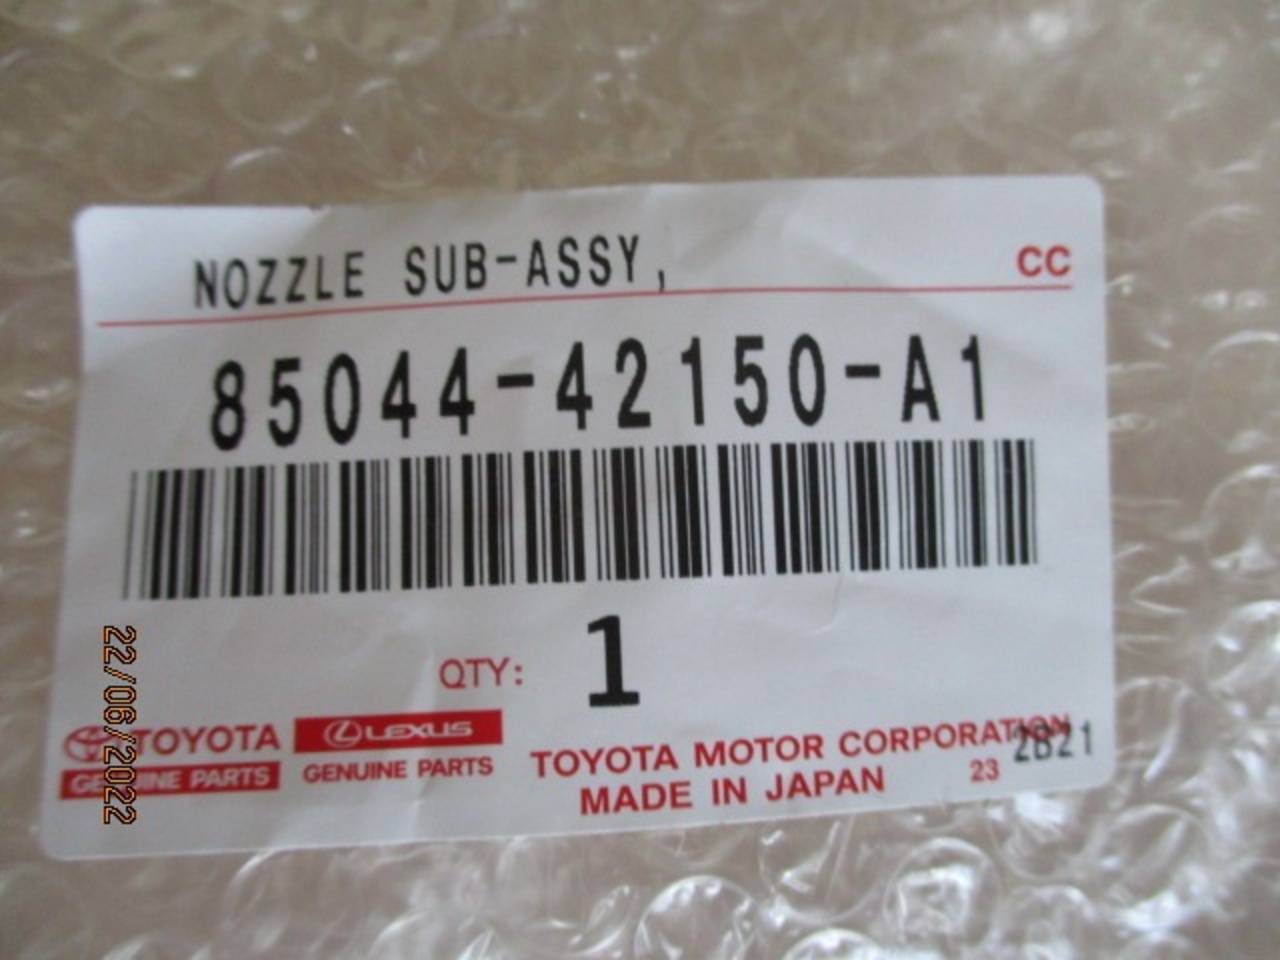 NOZZLE SUB-ASSY,
CC
85044-42150-A1
QTY: 1
22/06/2022
TOYOTA
GENUINE PARTS
LEXUS
GENUINE PARTS
TOYOTA MOTOR CORPORATION
MADE IN JAPAN
23
2B21